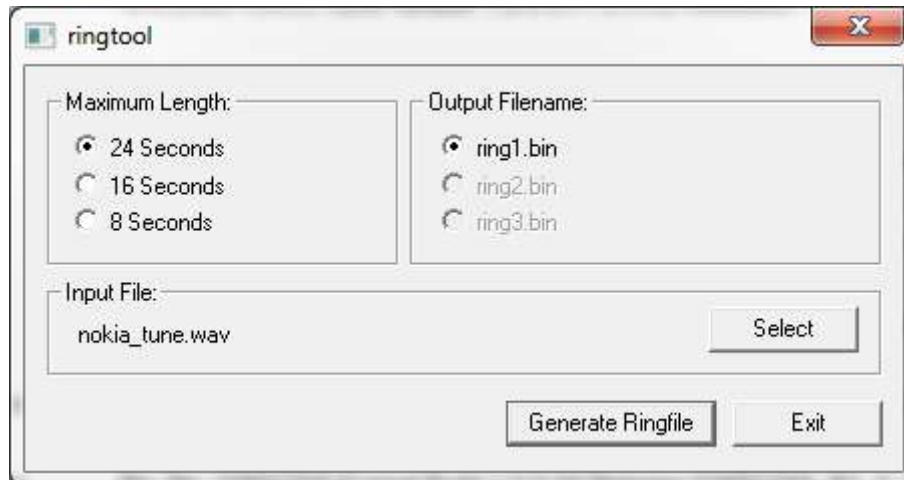 ringtool
Maximum Length:
24 Seconds
16 Seconds
8 Seconds
Output Filename:
ring1.bin
ring2.bin
ring3.bin
Input File:
nokia_tune.wav
Select
Generate Ringfile
Exit